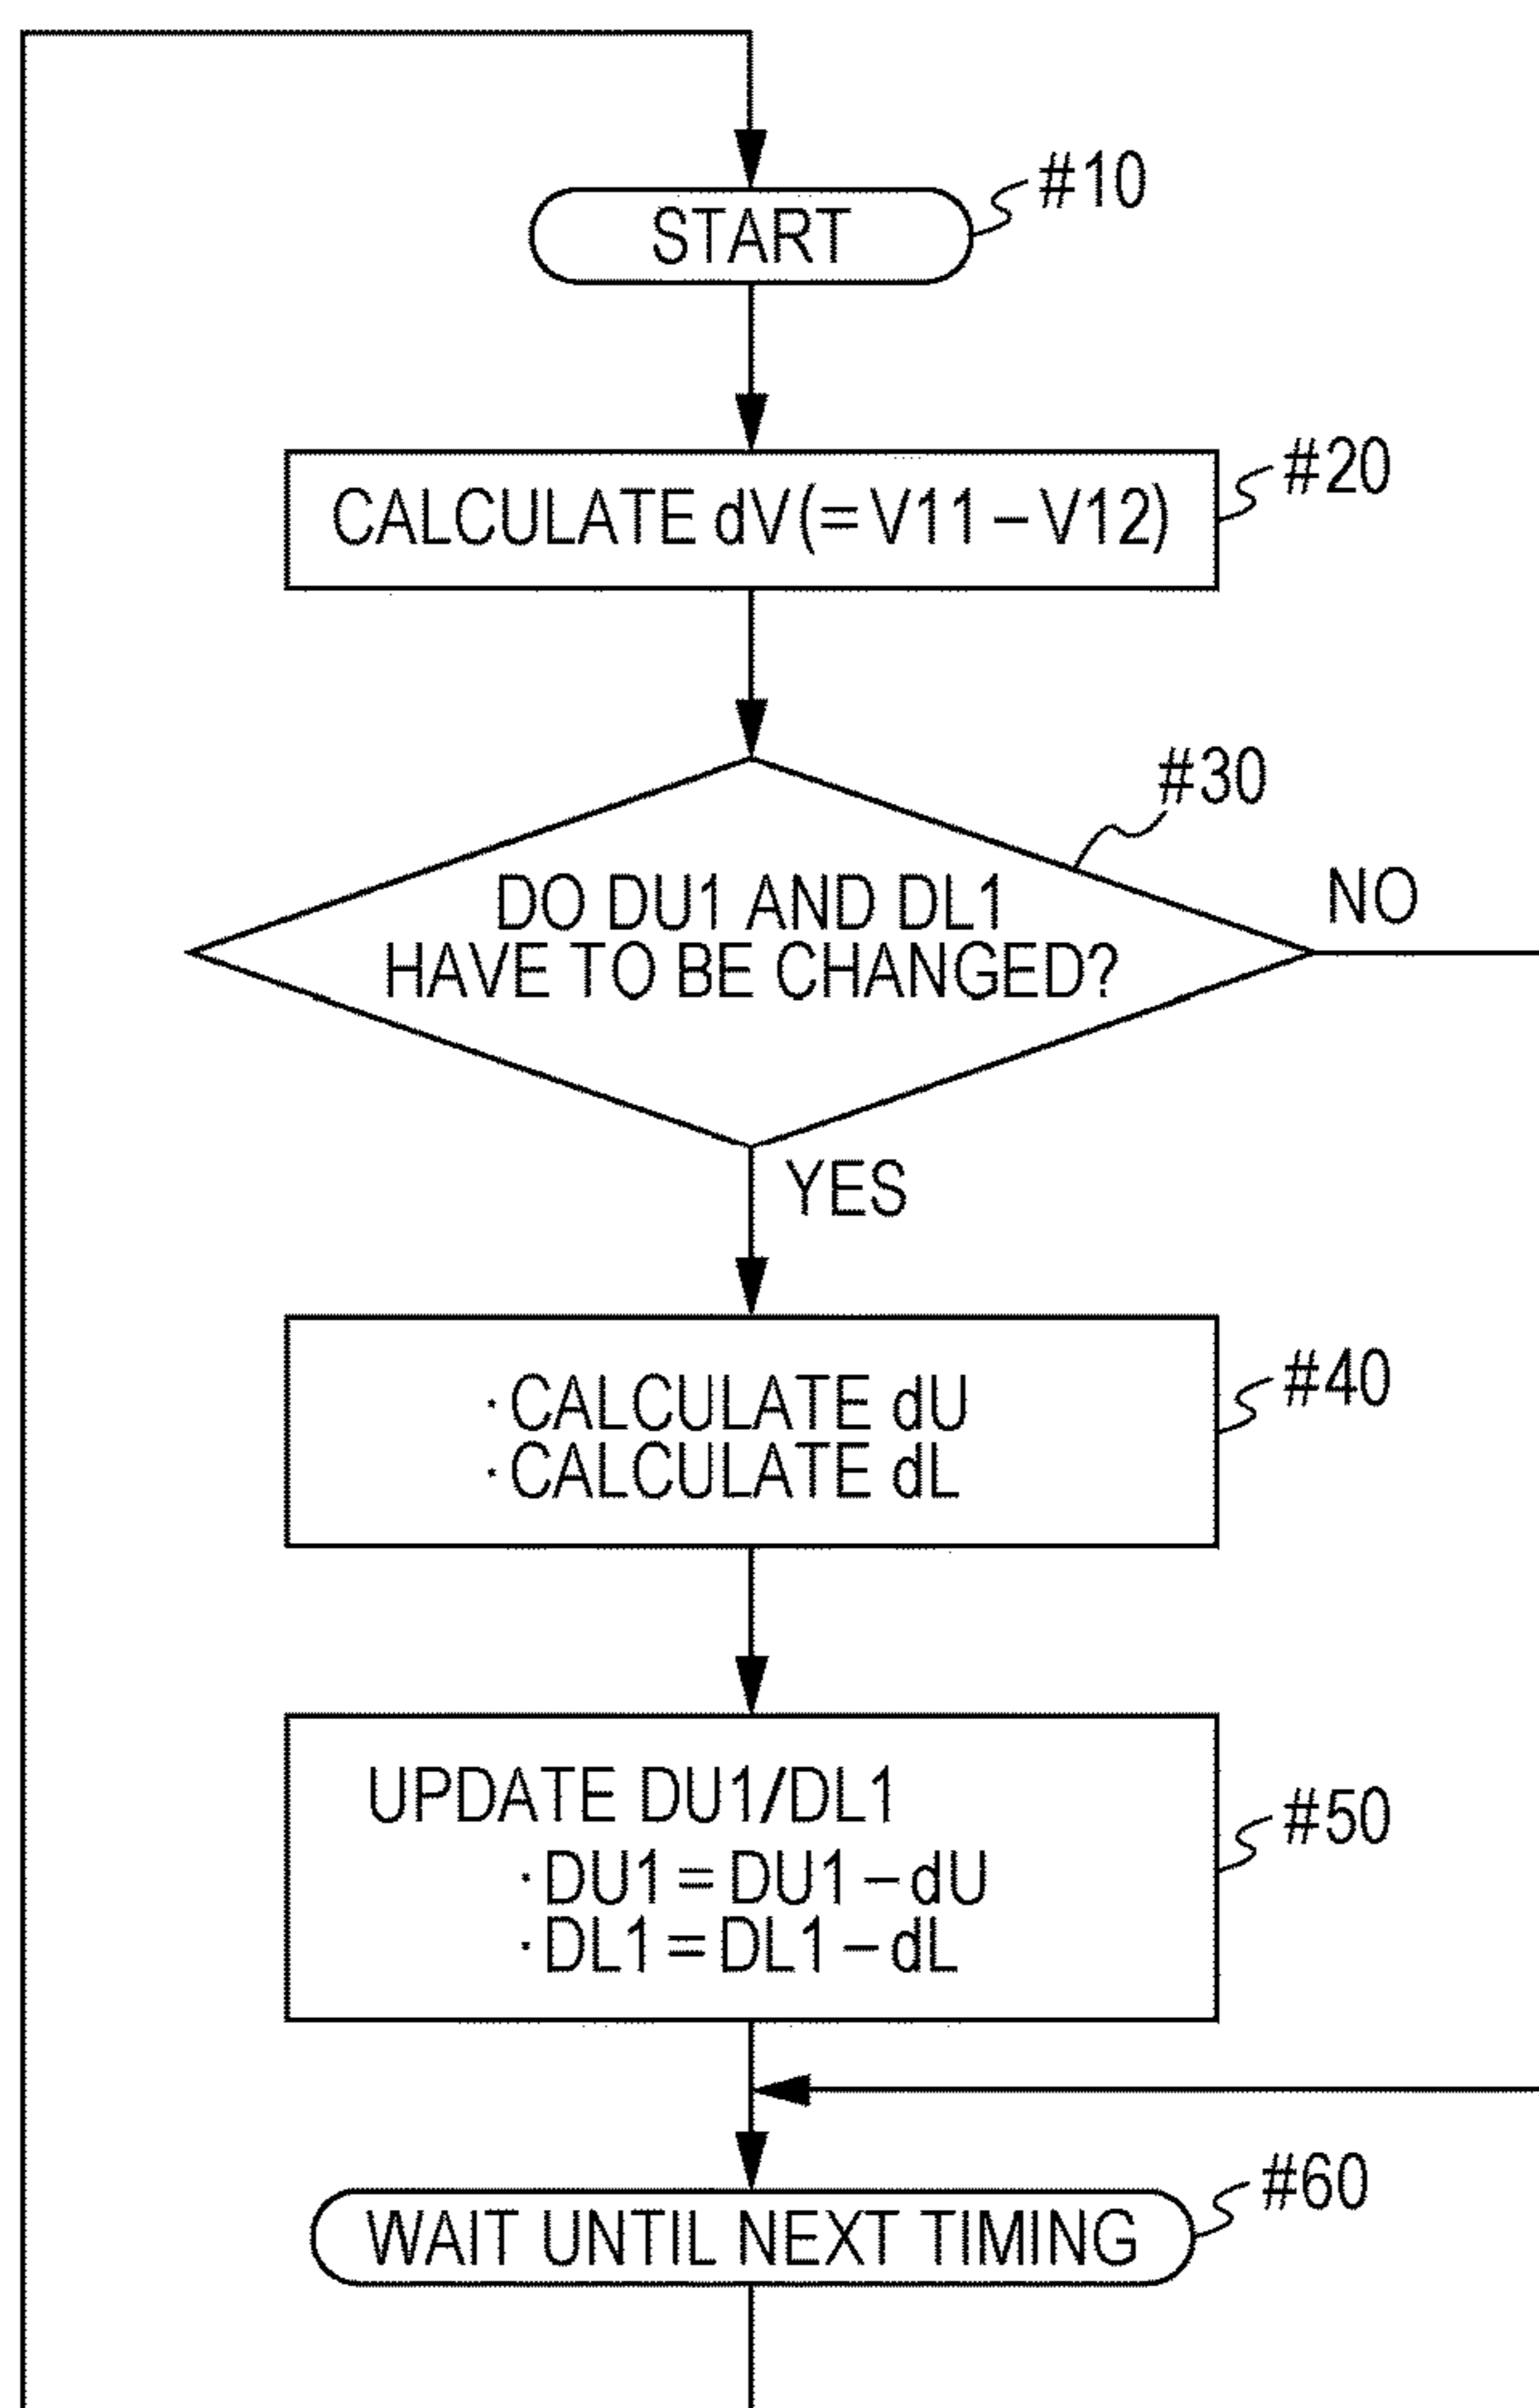 #10
START
#20
CALCULATE dV(=V11−V12)
#30
DO DU1 AND DL1
HAVE TO BE CHANGED?
NO
YES
#40
·CALCULATE dU
·CALCULATE dL
#50
UPDATE DU1/DL1
·DU1=DU1−dU
·DL1=DL1−dL
#60
WAIT UNTIL NEXT TIMING